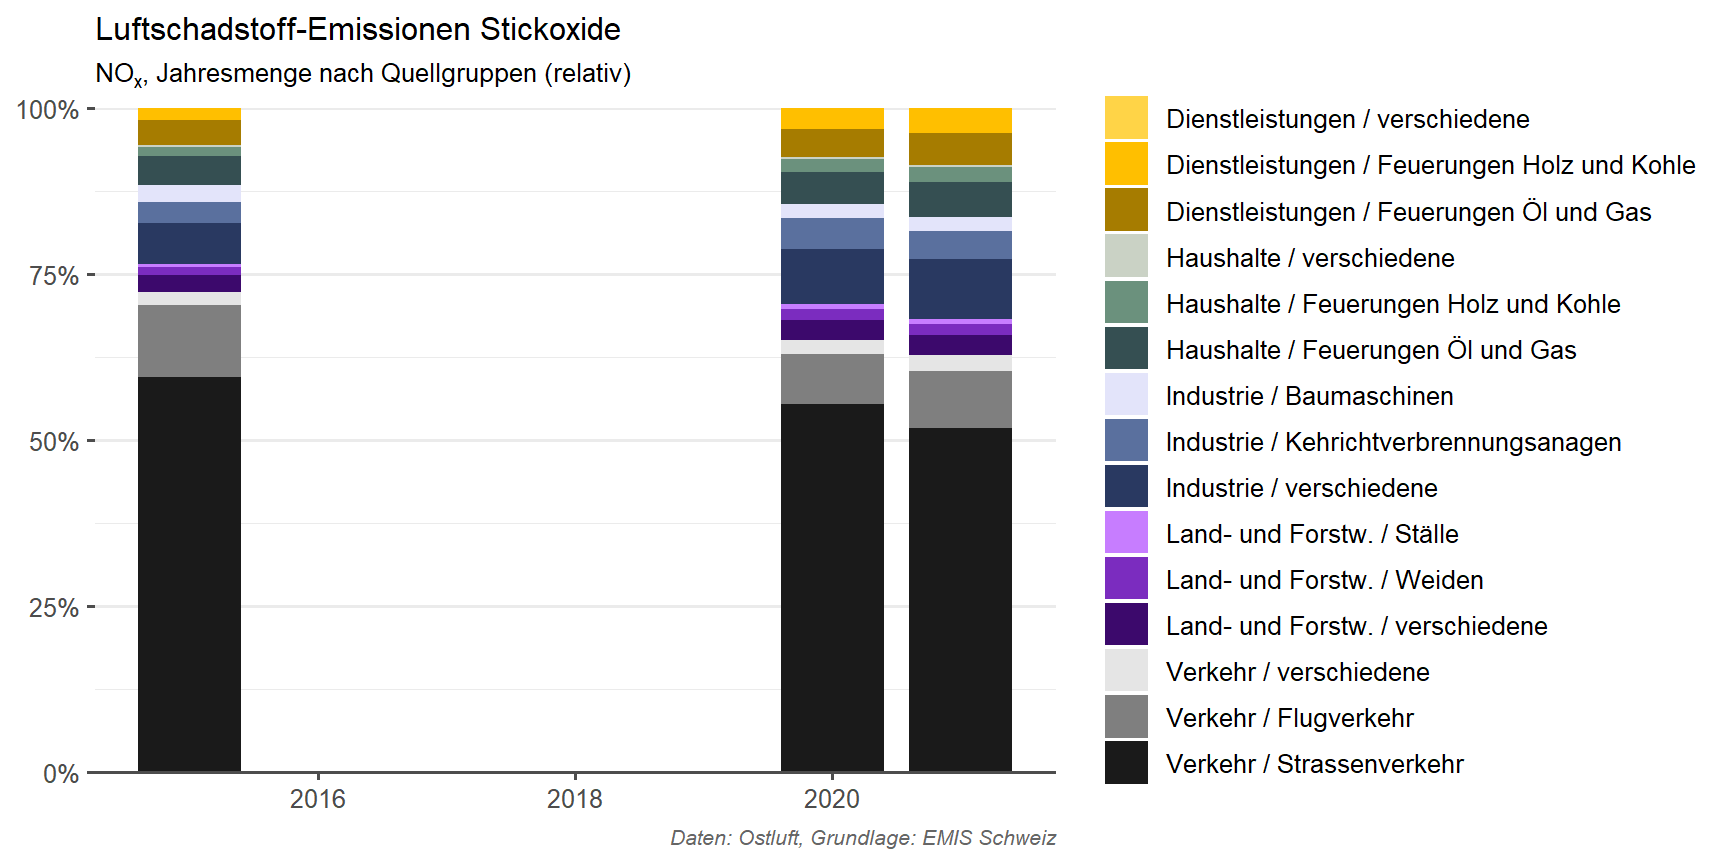 Luftschadstoff-Emissionen Stickoxide
NOx, Jahresmenge nach Quellgruppen (relativ)
100%
75%
50%
25%
0%
2016
2018
2020
Dienstleistungen / verschiedene
Dienstleistungen / Feuerungen Holz und Kohle
Dienstleistungen / Feuerungen Öl und Gas
Haushalte / verschiedene
Haushalte / Feuerungen Holz und Kohle
Haushalte / Feuerungen Öl und Gas
Industrie / Baumaschinen
Industrie / Kehrichtverbrennungsanagen
Industrie / verschiedene
Land- und Forstw. / Ställe
Land- und Forstw. / Weiden
Land- und Forstw. / verschiedene
Verkehr / verschiedene
Verkehr / Flugverkehr
Verkehr / Strassenverkehr
Daten: Ostluft, Grundlage: EMIS Schweiz